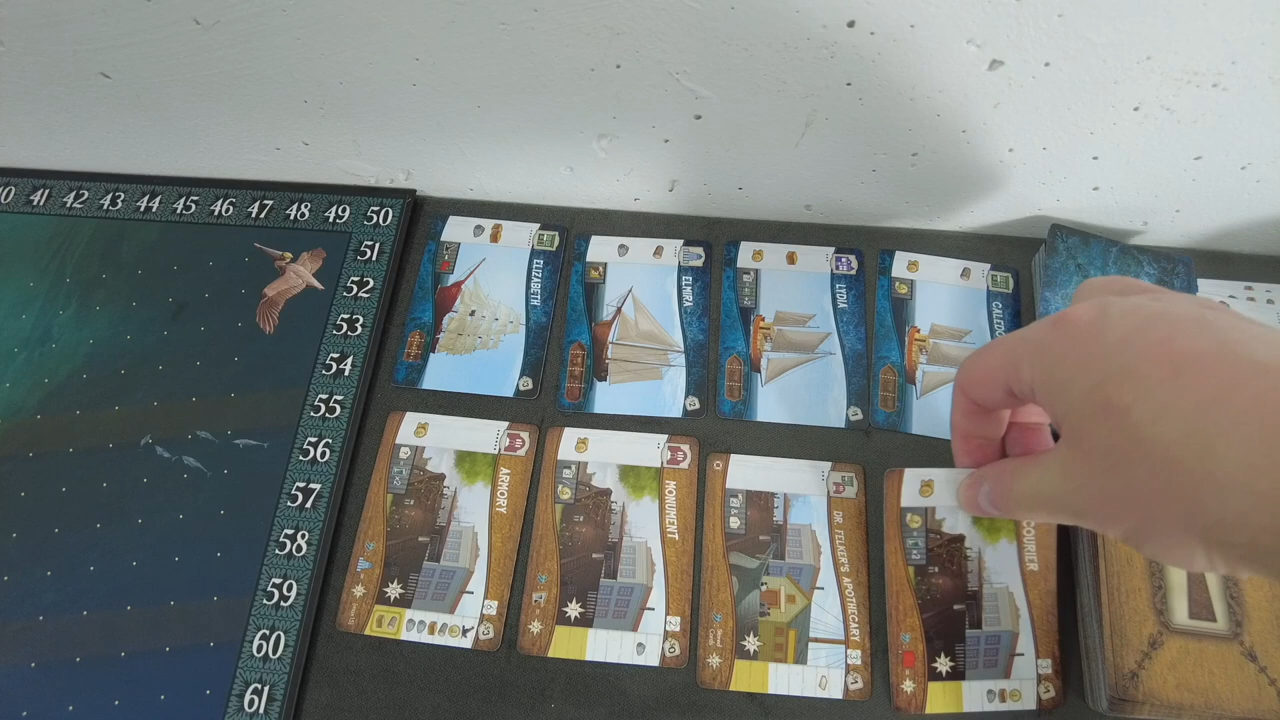 40 41 42 43 44 45 46 47 48 49 50
51
52
53
54
55
56
57
58
59
60
61
ELIZABETH
ELMIRA
LYDIA
ARMORY
MONUMENT
DR. FELKER'S APOTHECARY
COURIER